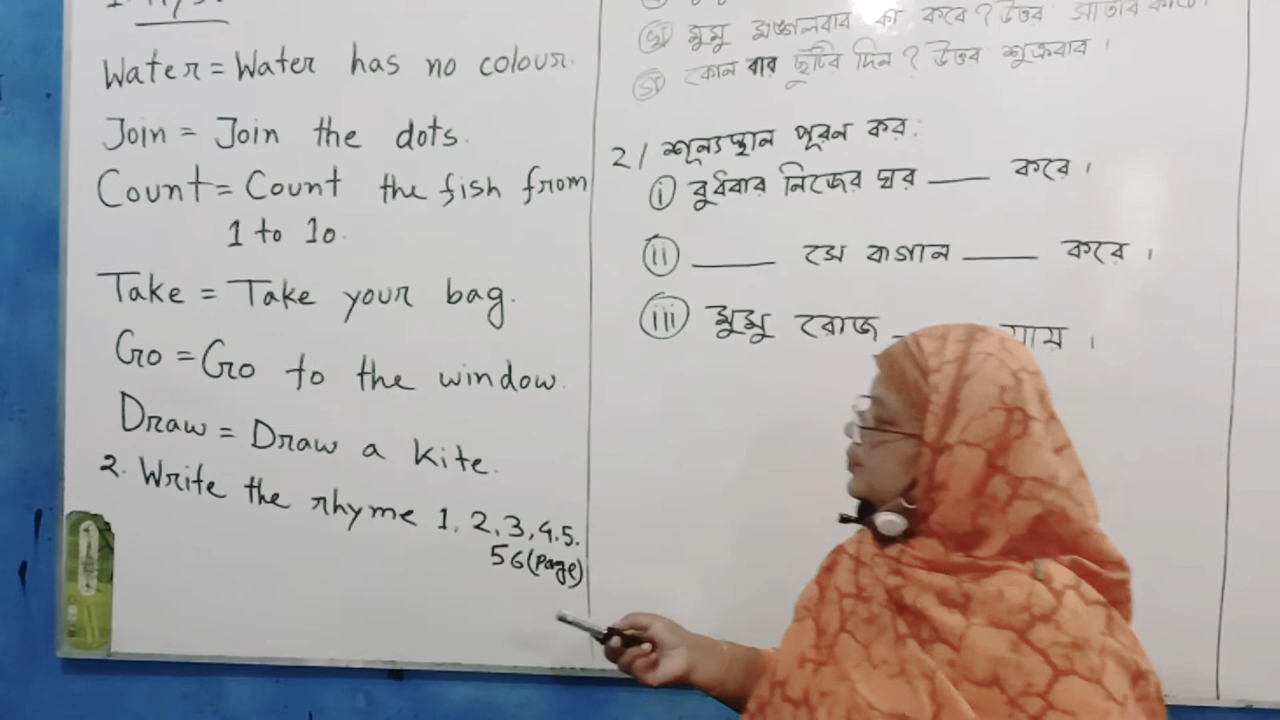 Water = Water has no colour.
Join = Join the dots.
Count = Count the fish from
1 to 10.
Take = Take your bag.
Go = Go to the window.
Draw = Draw a kite.
2. Write the rhyme 1, 2, 3, 4, 5.
56 (page)
মুমু মঙ্গলবার কী করে? উত্তর সাঁতার কাটে।
কোন বার ছুটির দিন? উত্তর শুক্রবার।
2/ শূন্যস্থান পূরন কর:
(i) বুধবার নিজের ঘর ___ করে।
(ii) ___ সে বাগান ___ করে।
(iii) মুমু রোজ ___ যায়।